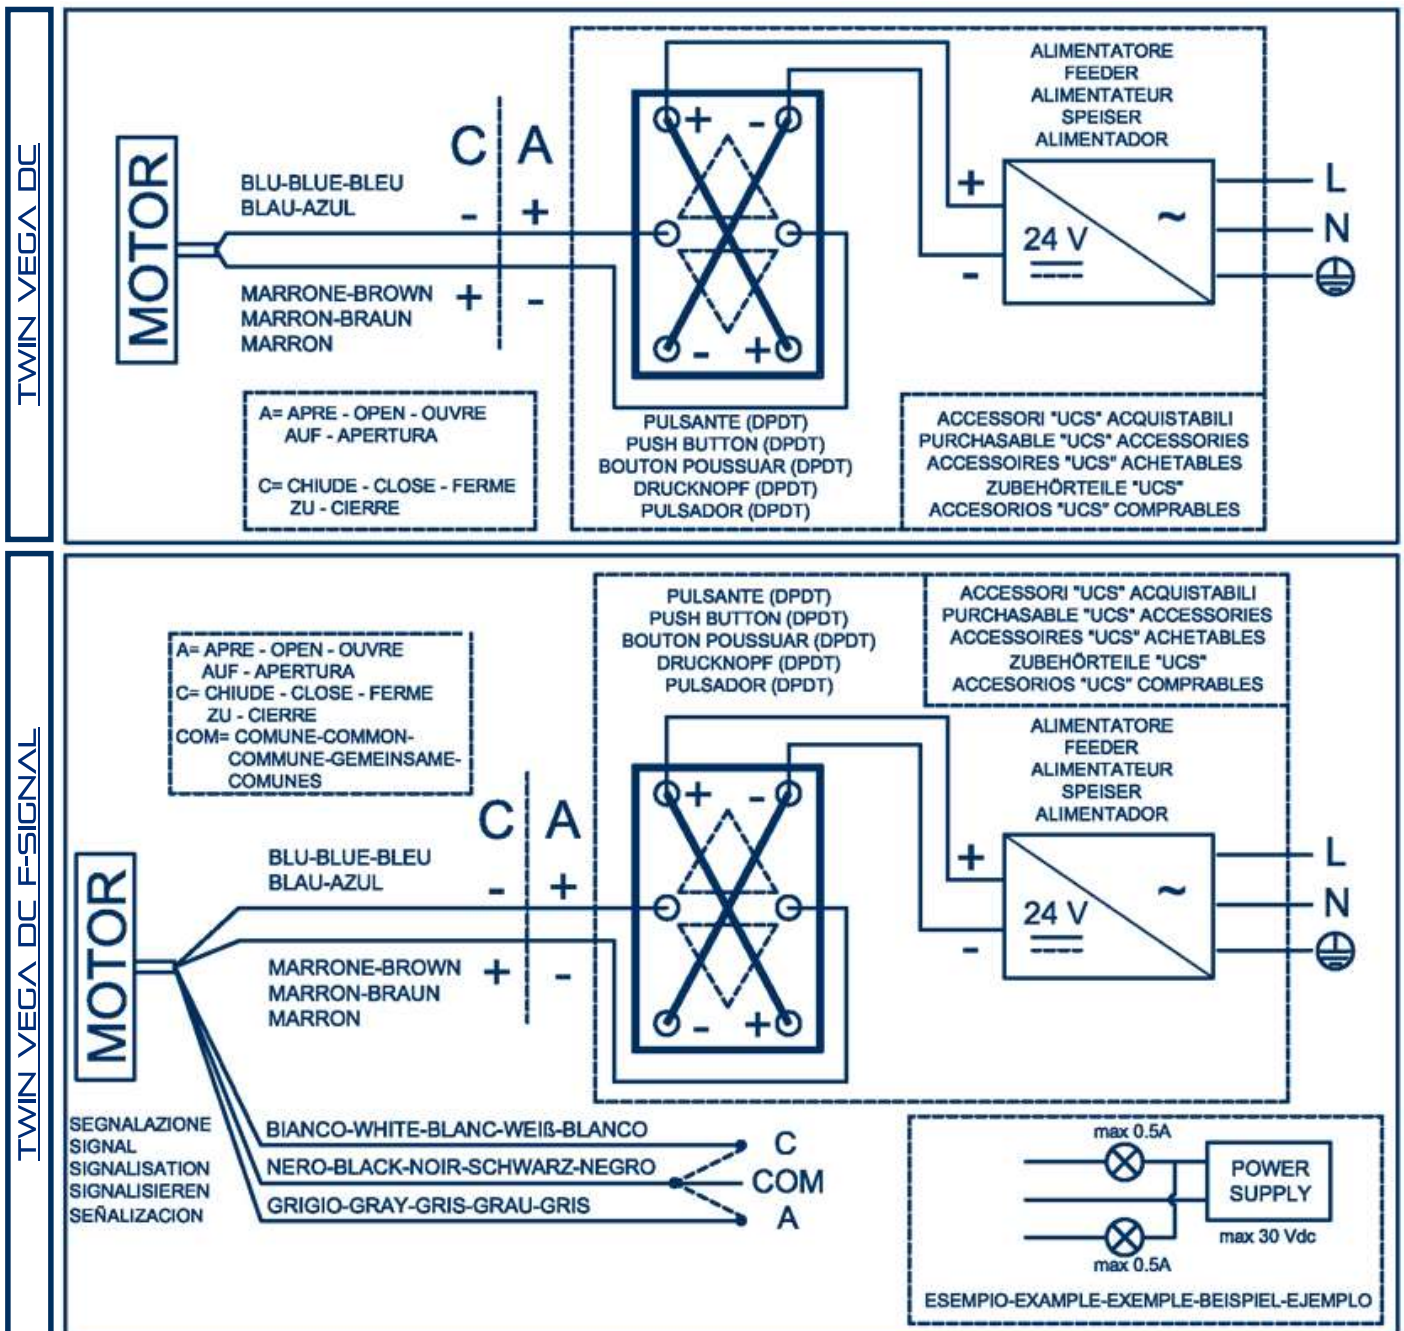 TWIN VEGA DC
MOTOR
BLU-BLUE-BLEU
BLAU-AZUL
C A
- +
MARRONE-BROWN
MARRON-BRAUN
MARRON
+ -
A= APRE - OPEN - OUVRE
AUF - APERTURA
C= CHIUDE - CLOSE - FERME
ZU - CIERRE
+ -
- +
PULSANTE (DPDT)
PUSH BUTTON (DPDT)
BOUTON POUSSUAR (DPDT)
DRUCKNOPF (DPDT)
PULSADOR (DPDT)
ALIMENTATORE
FEEDER
ALIMENTATEUR
SPEISER
ALIMENTADOR
+
-
24 V
~
L
N
ACCESSORI "UCS" ACQUISTABILI
PURCHASABLE "UCS" ACCESSORIES
ACCESSOIRES "UCS" ACHETABLES
ZUBEHÖRTEILE "UCS"
ACCESORIOS "UCS" COMPRABLES
TWIN VEGA DC F-SIGNAL
A= APRE - OPEN - OUVRE
AUF - APERTURA
C= CHIUDE - CLOSE - FERME
ZU - CIERRE
COM= COMUNE-COMMON-
COMMUNE-GEMEINSAME-
COMUNES
PULSANTE (DPDT)
PUSH BUTTON (DPDT)
BOUTON POUSSUAR (DPDT)
DRUCKNOPF (DPDT)
PULSADOR (DPDT)
ACCESSORI "UCS" ACQUISTABILI
PURCHASABLE "UCS" ACCESSORIES
ACCESSOIRES "UCS" ACHETABLES
ZUBEHÖRTEILE "UCS"
ACCESORIOS "UCS" COMPRABLES
ALIMENTATORE
FEEDER
ALIMENTATEUR
SPEISER
ALIMENTADOR
MOTOR
BLU-BLUE-BLEU
BLAU-AZUL
C A
- +
MARRONE-BROWN
MARRON-BRAUN
MARRON
+ -
+ -
- +
+
-
24 V
~
L
N
SEGNALAZIONE
SIGNAL
SIGNALISATION
SIGNALISIEREN
SEÑALIZACION
BIANCO-WHITE-BLANC-WEIß-BLANCO
C
NERO-BLACK-NOIR-SCHWARZ-NEGRO
COM
GRIGIO-GRAY-GRIS-GRAU-GRIS
A
max 0.5A
POWER
SUPPLY
max 30 Vdc
max 0.5A
ESEMPIO-EXAMPLE-EXEMPLE-BEISPIEL-EJEMPLO